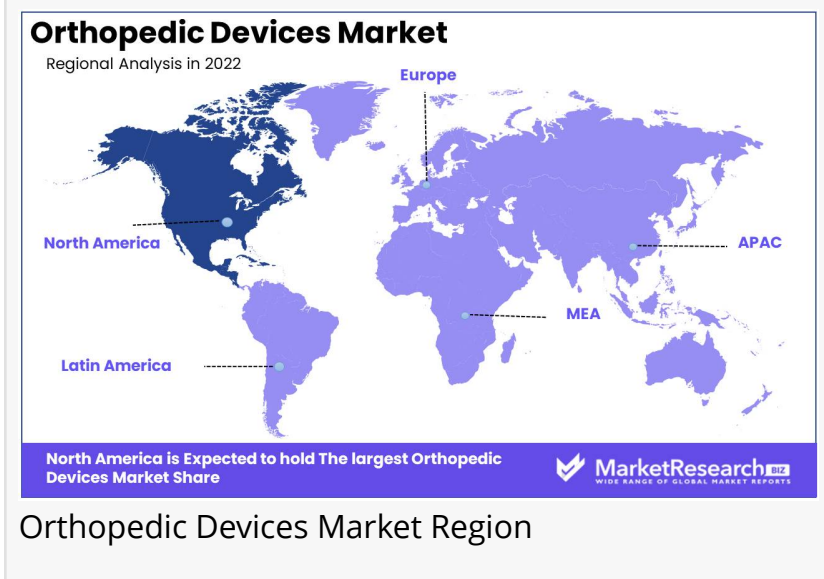 Orthopedic Devices Market
Regional Analysis in 2022
Europe
North America
APAC
MEA
Latin America
North America is Expected to hold The largest Orthopedic
Devices Market Share
MarketResearch BIZ
WIDE RANGE OF GLOBAL MARKET REPORTS
Orthopedic Devices Market Region